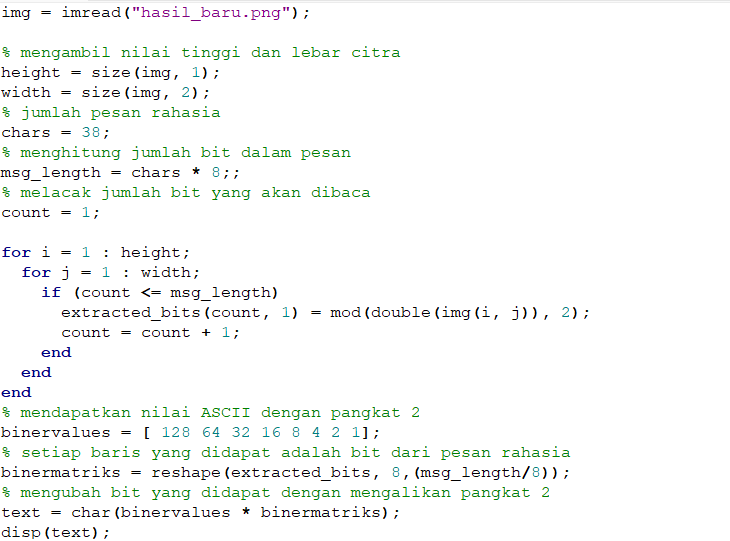 img = imread("hasil_baru.png");
% mengambil nilai tinggi dan lebar citra
height = size(img, 1);
width = size(img, 2);
% jumlah pesan rahasia
chars = 38;
% menghitung jumlah bit dalam pesan
msg_length = chars * 8;;
% melacak jumlah bit yang akan dibaca
count = 1;
for i = 1 : height;
for j = 1 : width;
if (count <= msg_length)
extracted_bits(count, 1) = mod(double(img(i, j)), 2);
count = count + 1;
end
end
end
% mendapatkan nilai ASCII dengan pangkat 2
binervalues = [ 128 64 32 16 8 4 2 1];
% setiap baris yang didapat adalah bit dari pesan rahasia
binermatriks = reshape(extracted_bits, 8,(msg_length/8));
% mengubah bit yang didapat dengan mengalikan pangkat 2
text = char(binervalues * binermatriks);
disp(text);